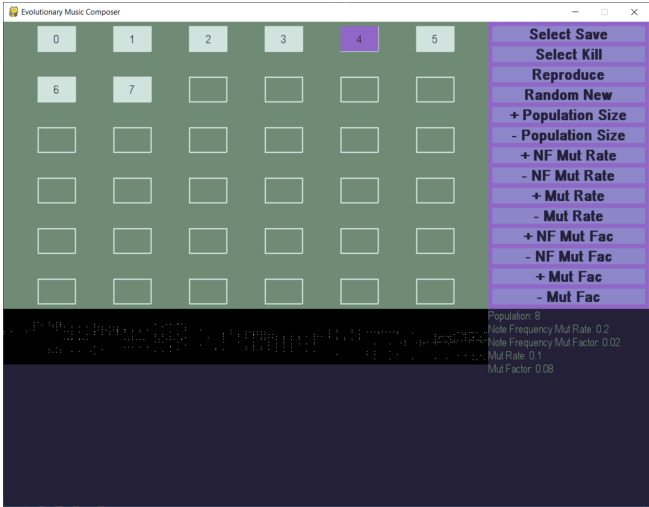 Evolutionary Music Composer
0 1 2 3 4 5
6 7
Select Save
Select Kill
Reproduce
Random New
+ Population Size
- Population Size
+ NF Mut Rate
- NF Mut Rate
+ Mut Rate
- Mut Rate
+ NF Mut Fac
- NF Mut Fac
+ Mut Fac
- Mut Fac
Population: 8
Note Frequency Mut Rate: 0.2
Note Frequency Mut Factor: 0.02
Mut Rate: 0.1
Mut Factor: 0.08